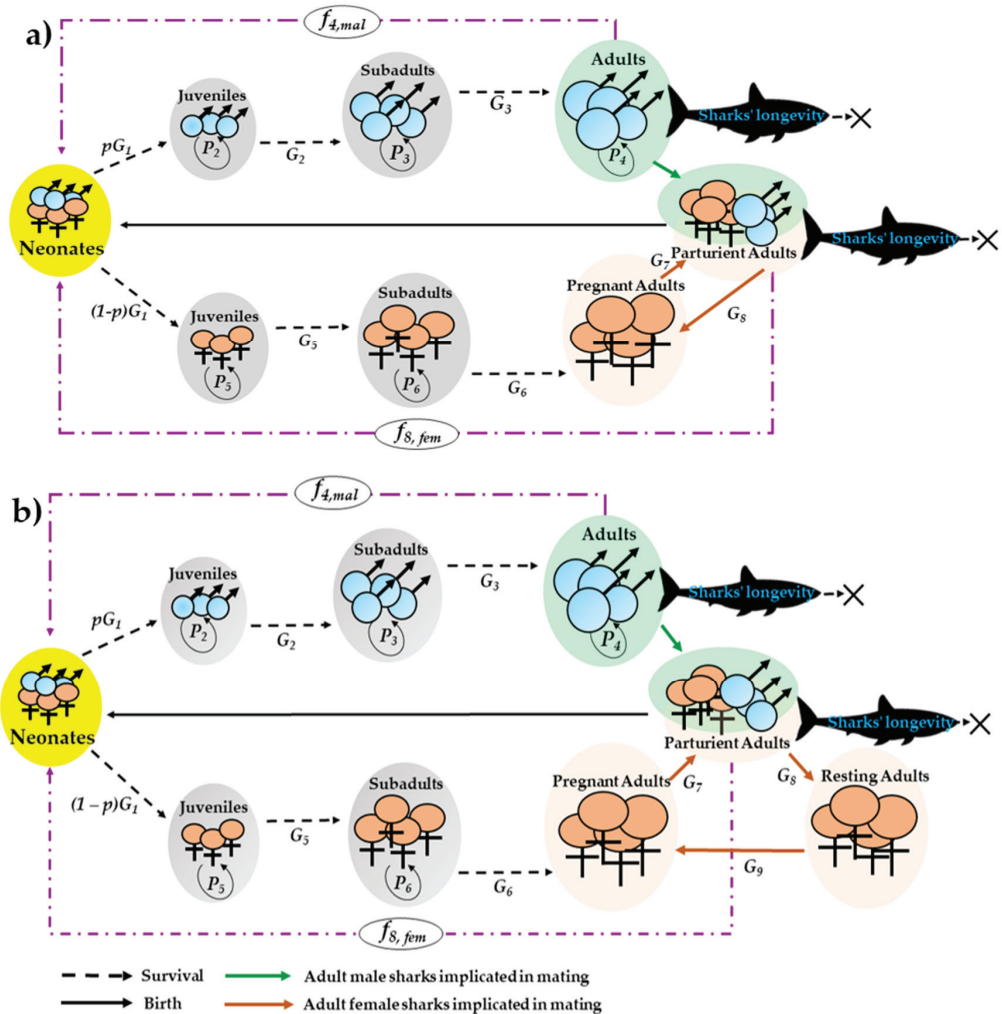 a)
f4,mal
Adults
Subadults
Juveniles
G3
Sharks' longevity
pG1
P2
G2
P3
P4
Neonates
Parturient Adults
Sharks' longevity
G7
Pregnant Adults
G8
(1-p)G1
Juveniles
Subadults
G5
P5
P6
G6
f8, fem
b)
f4,mal
Adults
Subadults
Juveniles
G3
Sharks' longevity
pG1
P2
G2
P3
P4
Neonates
Parturient Adults
Sharks' longevity
Pregnant Adults
G7
G8
Resting Adults
(1 – p)G1
Juveniles
Subadults
G5
P5
P6
G6
G9
f8, fem
Survival
Adult male sharks implicated in mating
Birth
Adult female sharks implicated in mating